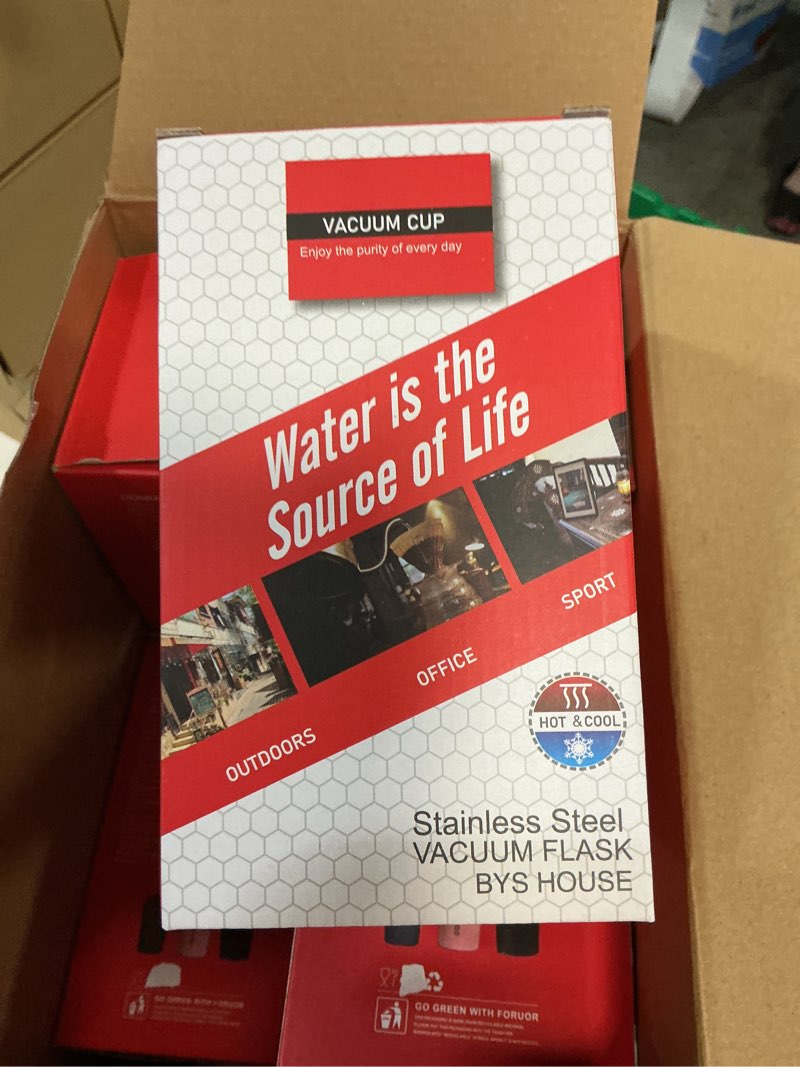 VACUUM CUP
Enjoy the purity of every day
Water is the
Source of Life
SPORT
OFFICE
OUTDOORS
HOT & COOL
Stainless Steel
VACUUM FLASK
BYS HOUSE
GO GREEN WITH FORUOR
GO GREEN WITH FORUOR